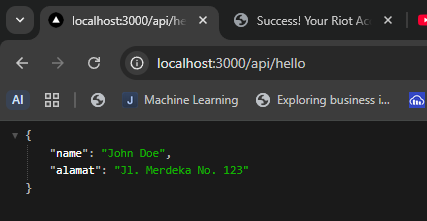 localhost:3000/api/he
Success! Your Riot Ac
localhost:3000/api/hello
AI
J
Machine Learning
Exploring business i...
{
"name": "John Doe",
"alamat": "Jl. Merdeka No. 123"
}